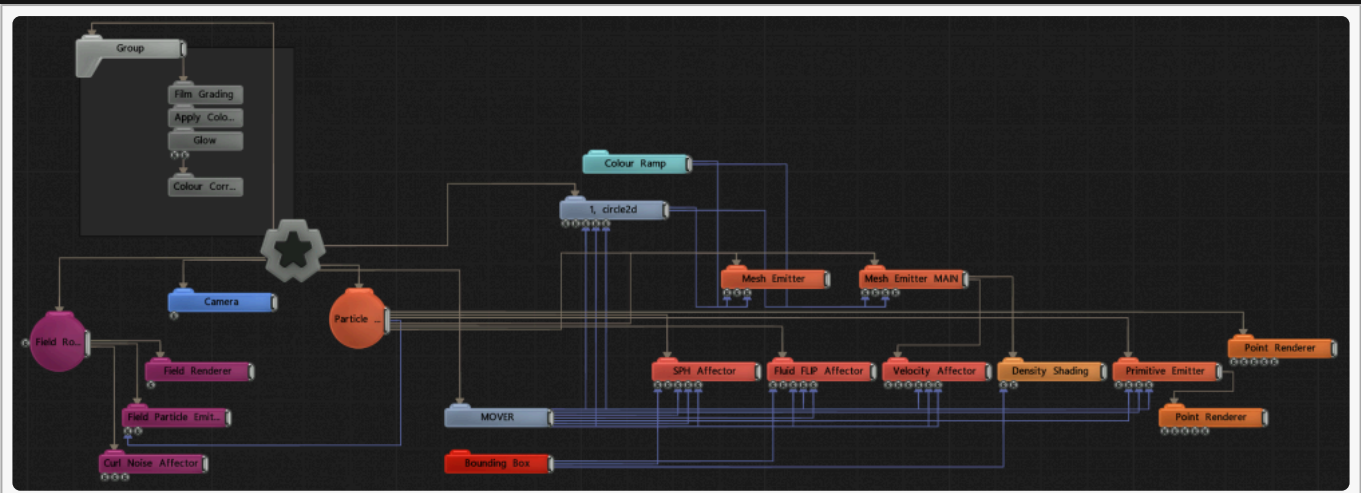 Group
Film Grading
Apply Colo...
Glow
Colour Corr...
Colour Ramp
1, circle2d
Mesh Emitter
Mesh Emitter MAIN
Camera
Particle ...
Field Ro...
Point Renderer
Field Renderer
SPH Affector
Fluid FLIP Affector
Velocity Affector
Density Shading
Primitive Emitter
Field Particle Emit...
MOVER
Point Renderer
Curl Noise Affector
Bounding Box